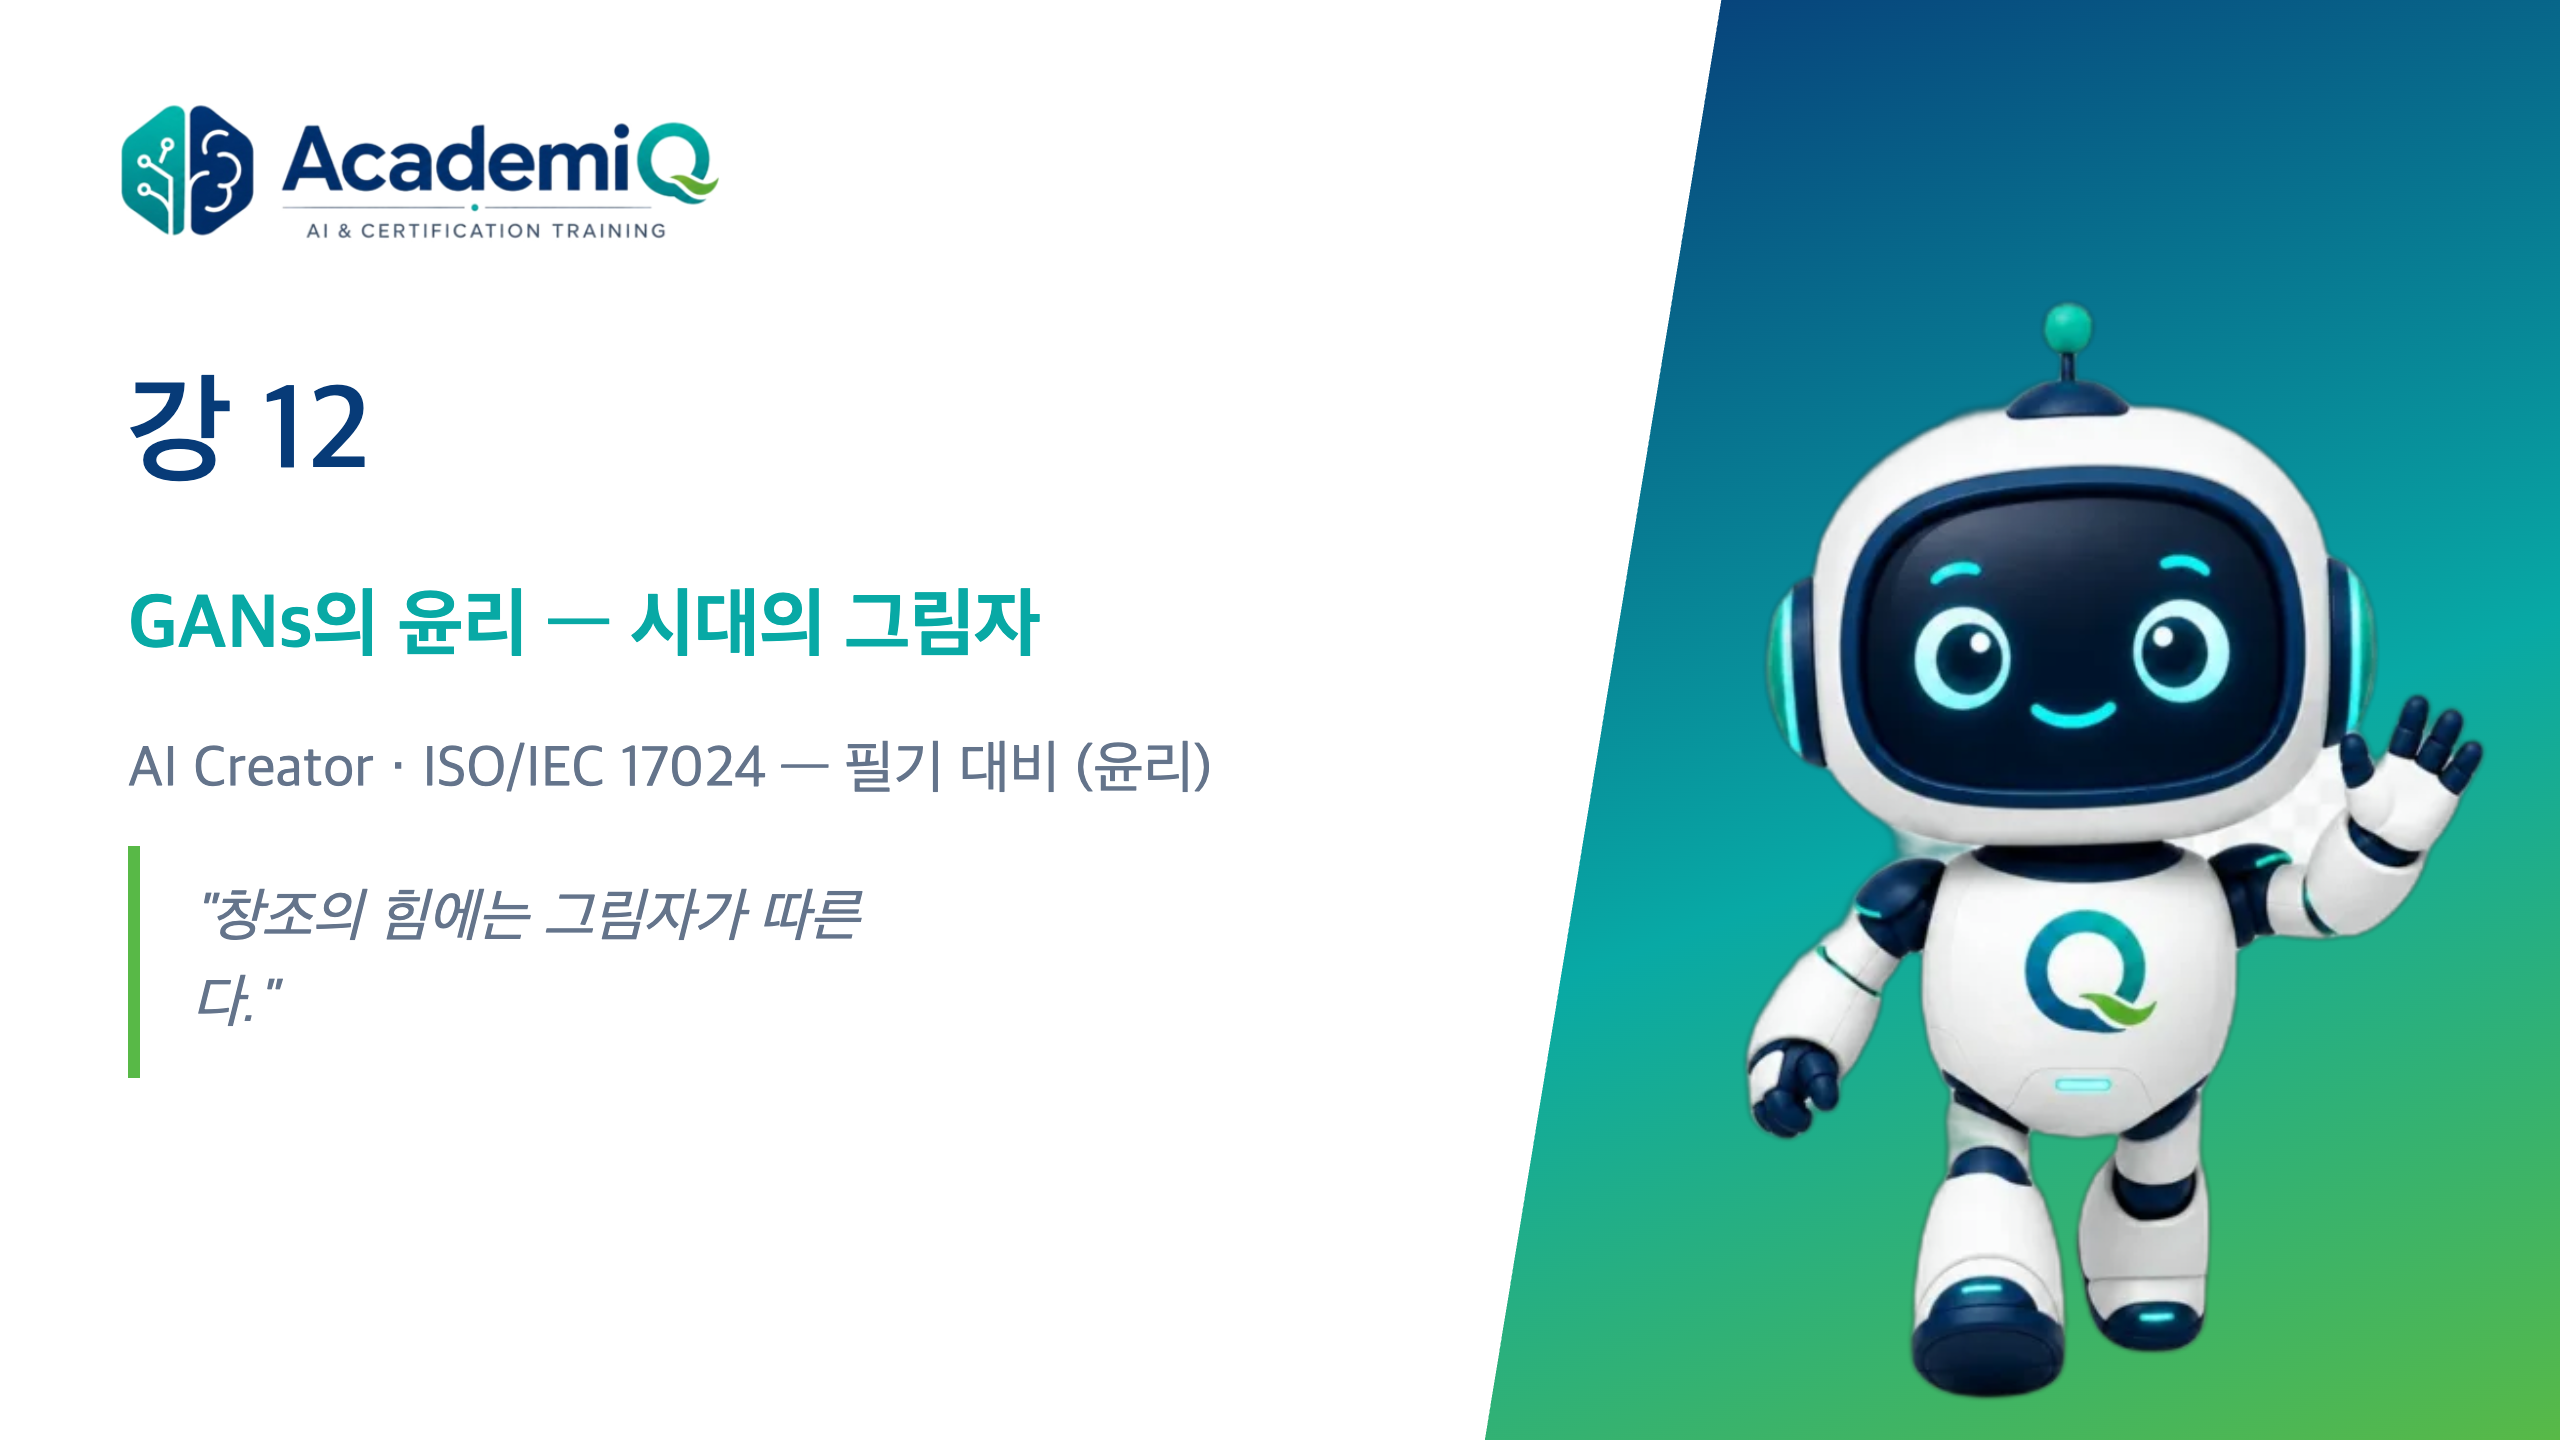 AcademiQ
AI & CERTIFICATION TRAINING
강 12
GANs의 윤리 — 시대의 그림자
AI Creator · ISO/IEC 17024 — 필기 대비 (윤리)
"창조의 힘에는 그림자가 따른
다."
Q